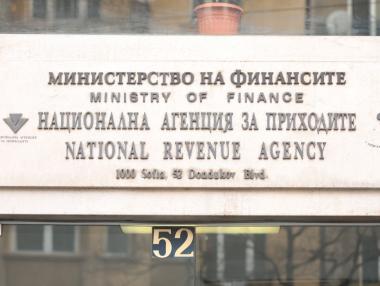 МИНИСТЕРСТВО НА ФИНАНСИТЕ
MINISTRY OF FINANCE
НАЦИОНАЛНА АГЕНЦИЯ ЗА ПРИХОДИТЕ
NATIONAL REVENUE AGENCY
1000 Sofia, 52 Dondukov Blvd.
52